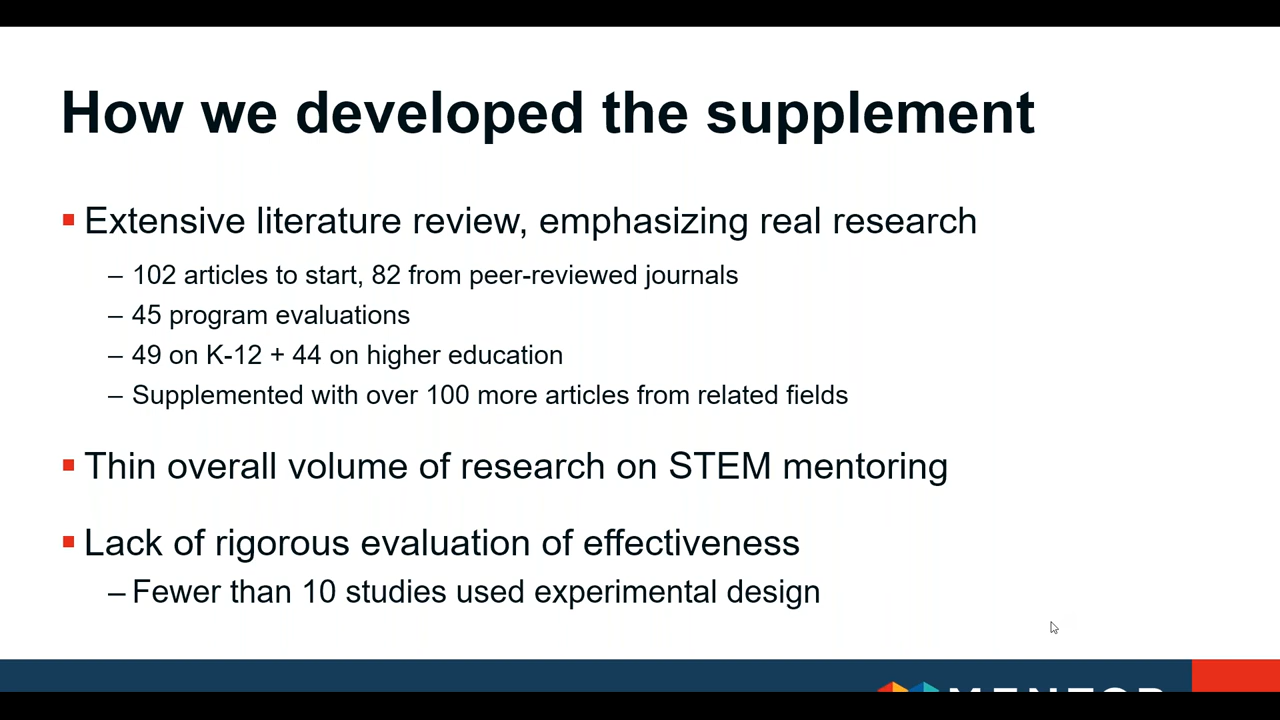 How we developed the supplement
Extensive literature review, emphasizing real research
– 102 articles to start, 82 from peer-reviewed journals
– 45 program evaluations
– 49 on K-12 + 44 on higher education
– Supplemented with over 100 more articles from related fields
Thin overall volume of research on STEM mentoring
Lack of rigorous evaluation of effectiveness
– Fewer than 10 studies used experimental design
MENTOR